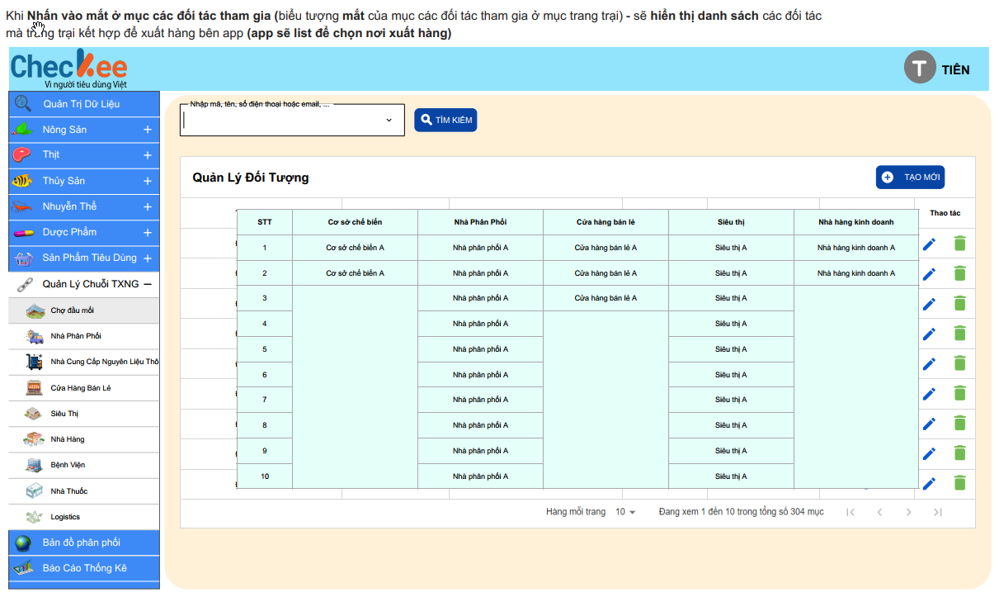 Khi Nhấn vào mắt ở mục các đối tác tham gia (biểu tượng mắt của mục các đối tác tham gia ở mục trang trại) - sẽ hiển thị danh sách các đối tác
mà trang trại kết hợp để xuất hàng bên app (app sẽ list để chọn nơi xuất hàng)
Checkee
Vì người tiêu dùng Việt
T TIÊN
Quản Trị Dữ Liệu
Nông Sản +
Thịt +
Thủy Sản +
Nhuyễn Thể +
Dược Phẩm +
Sản Phẩm Tiêu Dùng +
Quản Lý Chuỗi TXNG –
Chợ đầu mối
Nhà Phân Phối
Nhà Cung Cấp Nguyên Liệu Thô
Cửa Hàng Bán Lẻ
Siêu Thị
Nhà Hàng
Bệnh Viện
Nhà Thuốc
Logistics
Bản đồ phân phối
Báo Cáo Thống Kê
Nhập mã, tên, số điện thoại hoặc email, ...
TÌM KIẾM
Quản Lý Đối Tượng
TẠO MỚI
Thao tác
STT Cơ sở chế biến Nhà Phân Phối Cửa hàng bán lẻ Siêu thị Nhà hàng kinh doanh
1 Cơ sở chế biến A Nhà phân phối A Cửa hàng bán lẻ A Siêu thị A Nhà hàng kinh doanh A
2 Cơ sở chế biến A Nhà phân phối A Cửa hàng bán lẻ A Siêu thị A Nhà hàng kinh doanh A
3 Nhà phân phối A Cửa hàng bán lẻ A Siêu thị A
4 Nhà phân phối A Siêu thị A
5 Nhà phân phối A Siêu thị A
6 Nhà phân phối A Siêu thị A
7 Nhà phân phối A Siêu thị A
8 Nhà phân phối A Siêu thị A
9 Nhà phân phối A Siêu thị A
10 Nhà phân phối A Siêu thị A
Hàng mỗi trang 10 Đang xem 1 đến 10 trong tổng số 304 mục